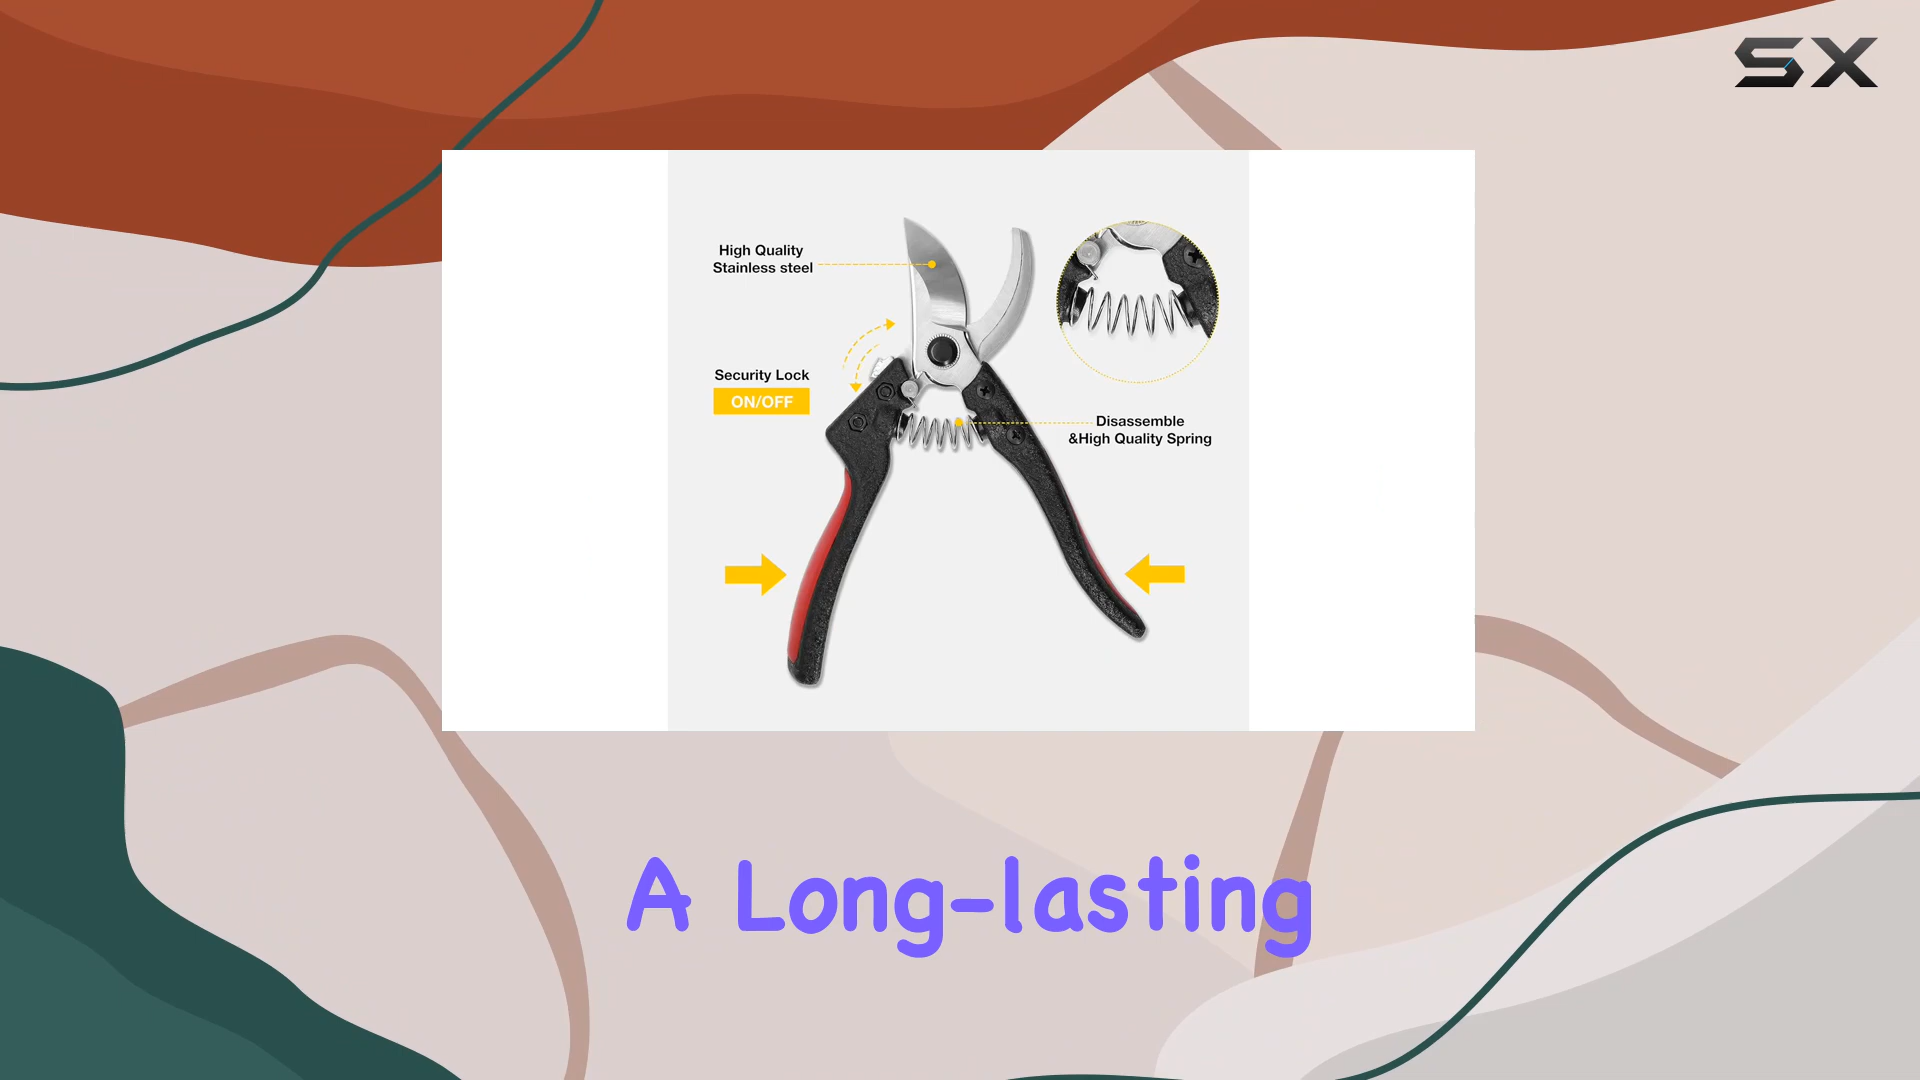 SX
High Quality
Stainless steel
Security Lock
ON/OFF
Disassemble
&High Quality Spring
A Long-lasting